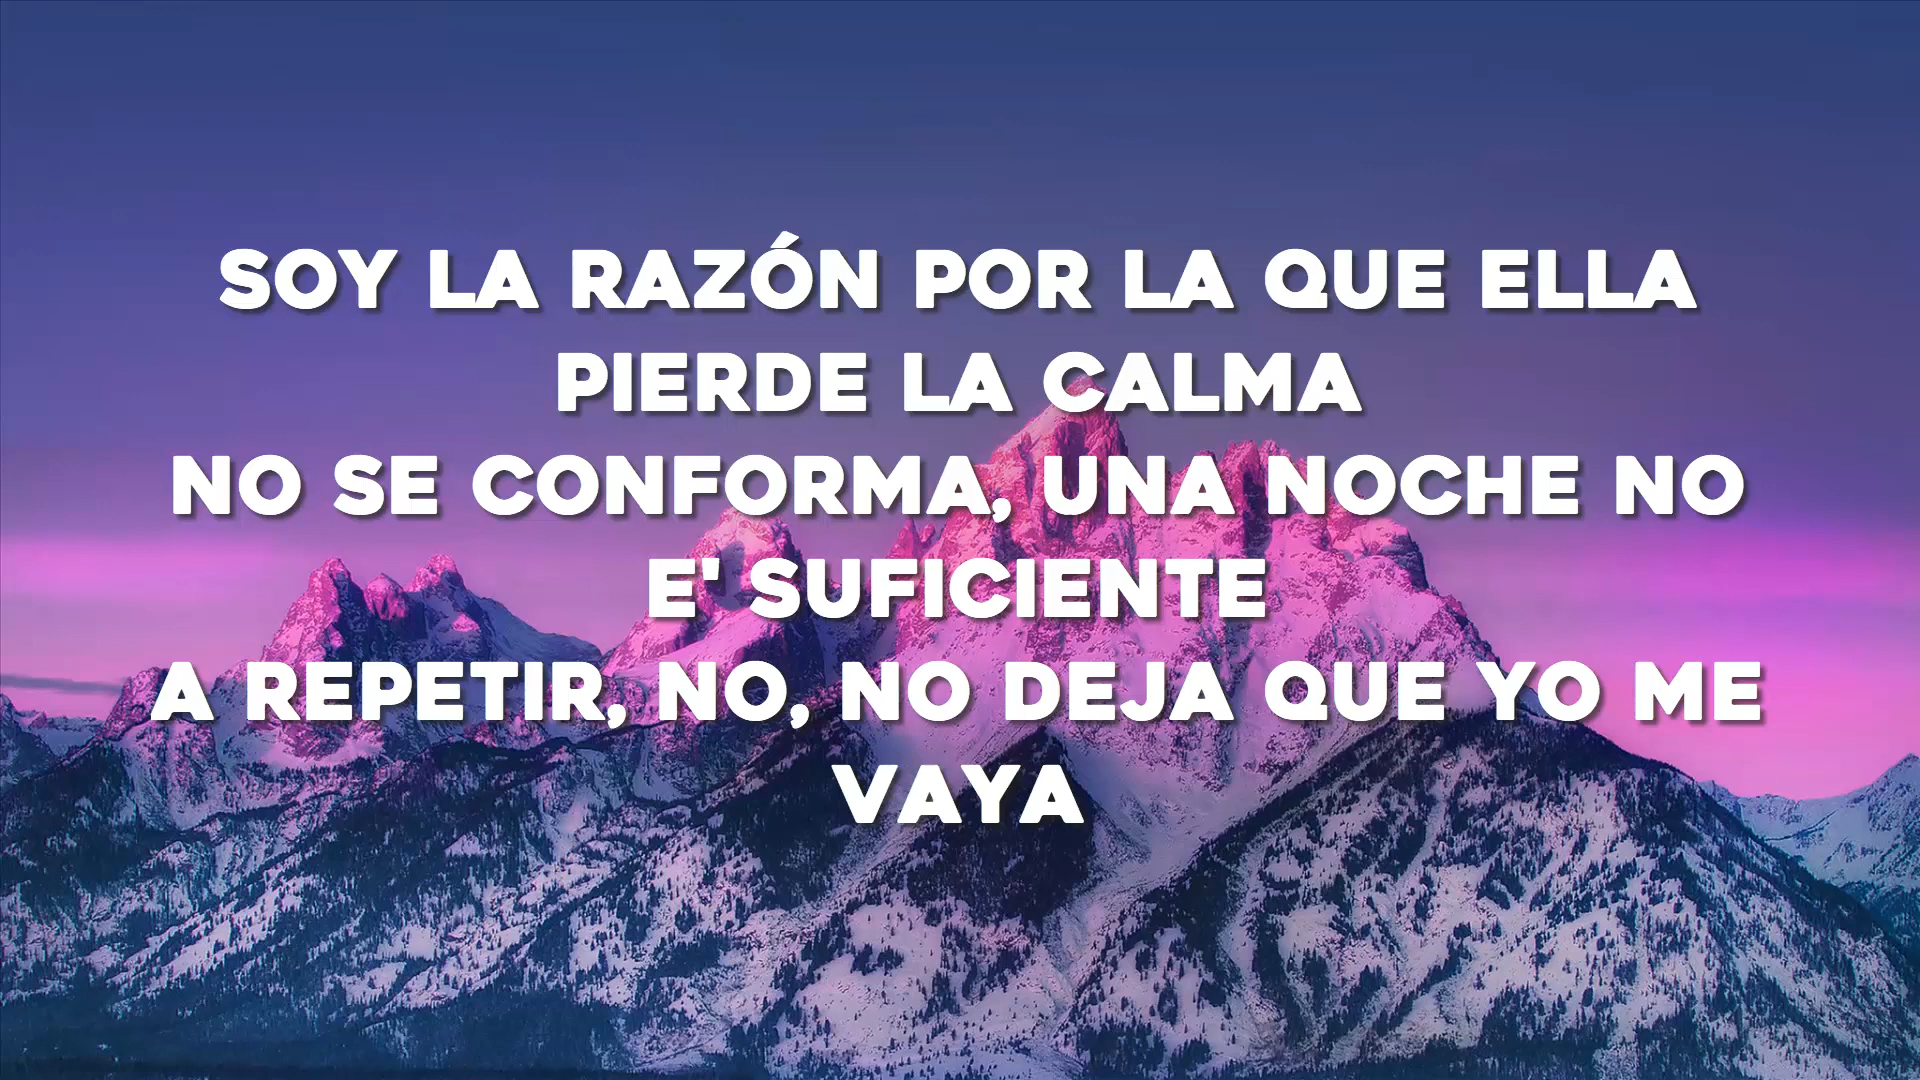 SOY LA RAZÓN POR LA QUE ELLA
PIERDE LA CALMA
NO SE CONFORMA, UNA NOCHE NO
E' SUFICIENTE
A REPETIR, NO, NO DEJA QUE YO ME
VAYA